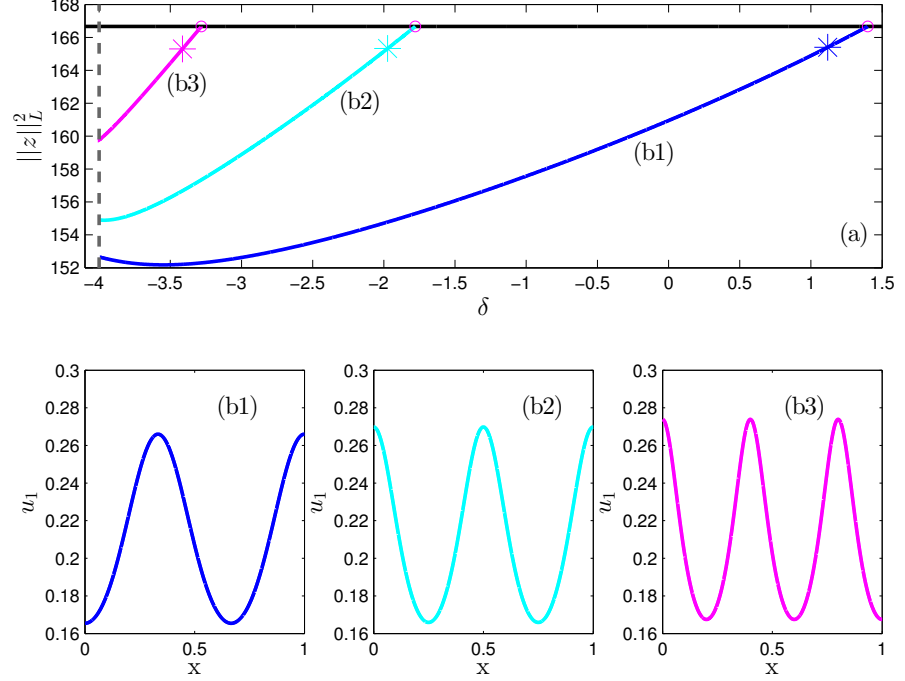 168
166
164
162
160
158
156
154
152
||z||²_L
(b3)
(b2)
(b1)
(a)
−4 −3.5 −3 −2.5 −2 −1.5 −1 −0.5 0 0.5 1 1.5
δ
0.3
0.28
0.26
0.24
0.22
0.2
0.18
0.16
u₁
(b1)
0 0.5 1
x
0.3
0.28
0.26
0.24
0.22
0.2
0.18
0.16
u₁
(b2)
0 0.5 1
x
0.3
0.28
0.26
0.24
0.22
0.2
0.18
0.16
u₁
(b3)
0 0.5 1
x